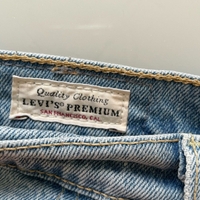 Quality Clothing
LEVI'S® PREMIUM
SAN FRANCISCO, CAL.